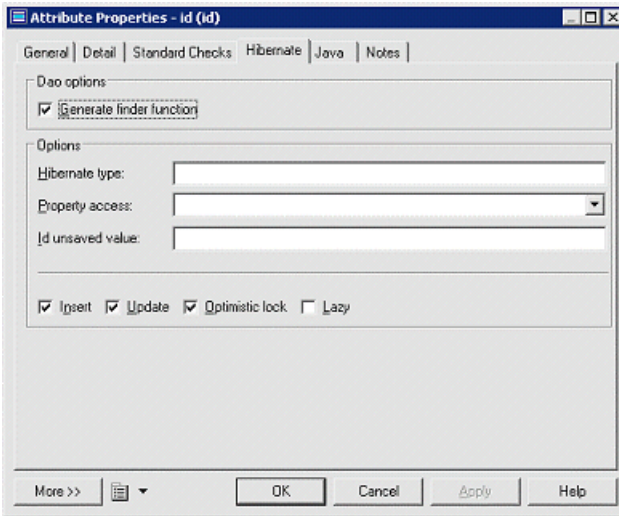 Attribute Properties - id (id)
General Detail Standard Checks Hibernate Java Notes
Dao options
Generate finder function
Options
Hibernate type:
Property access:
Id unsaved value:
Insert Update Optimistic lock Lazy
More >> OK Cancel Apply Help